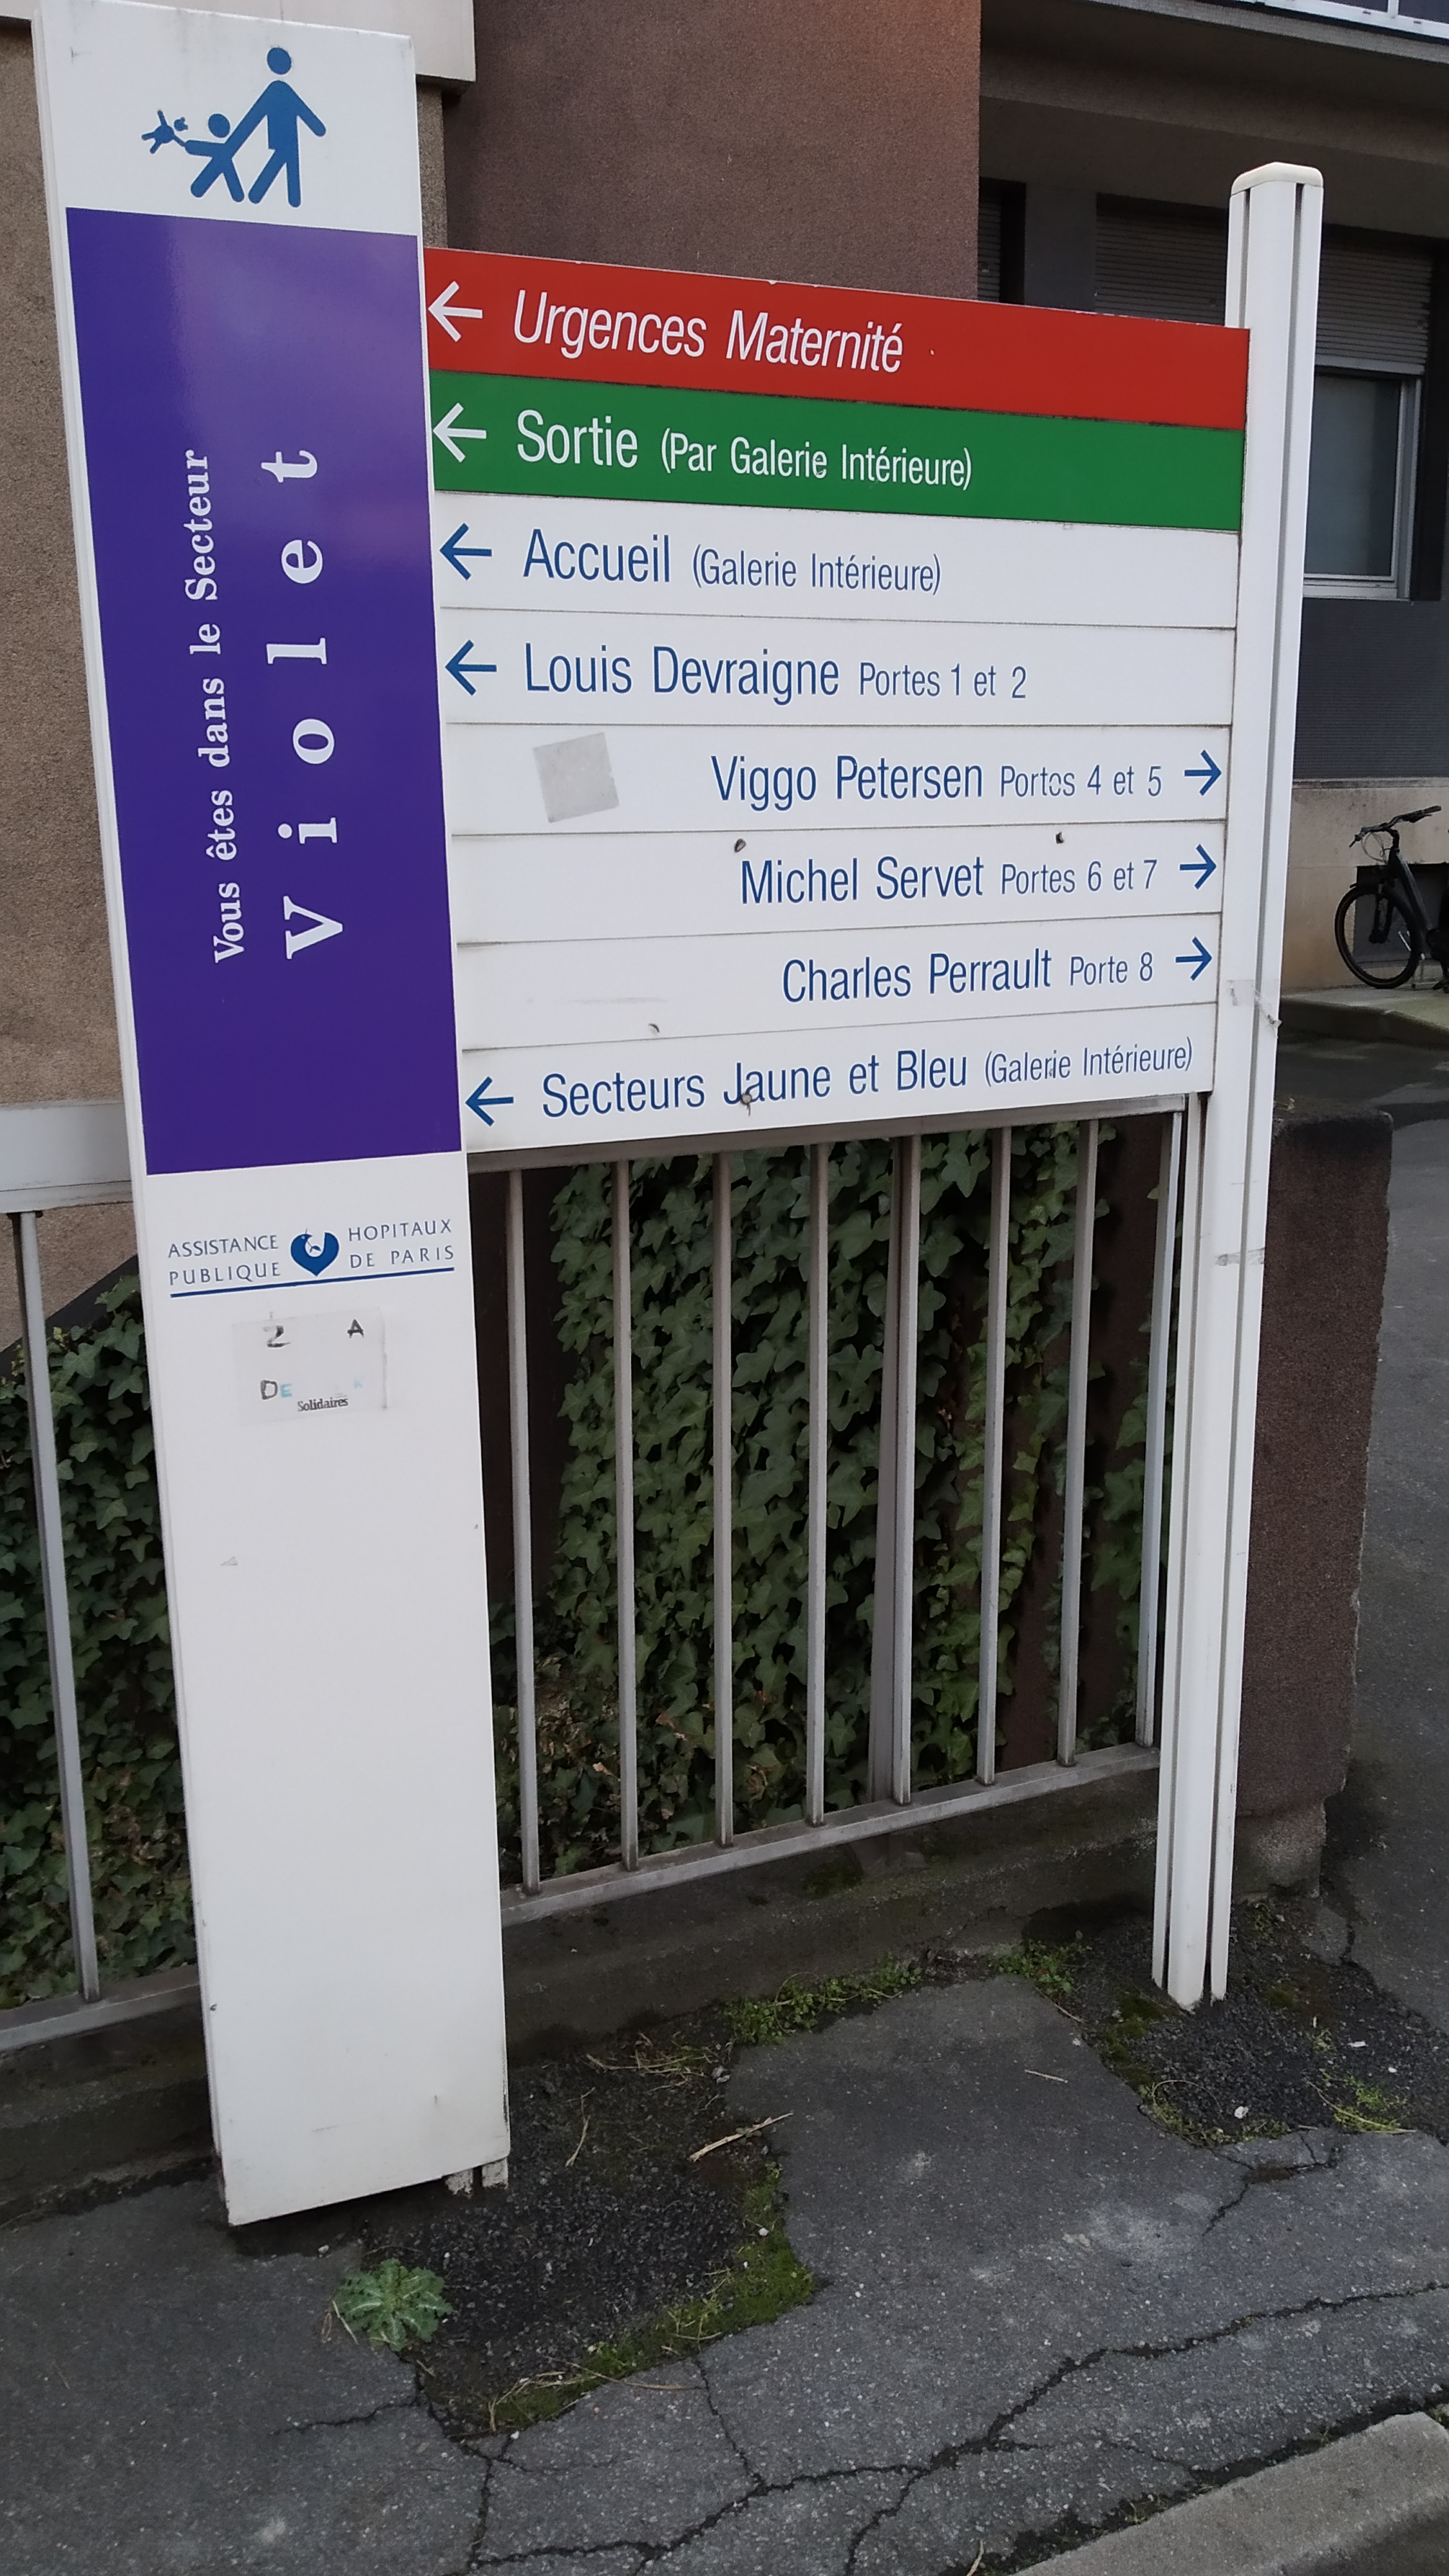 Vous êtes dans le Secteur
Violet
Urgences Maternité
Sortie (Par Galerie Intérieure)
Accueil (Galerie Intérieure)
Louis Devraigne Portes 1 et 2
Viggo Petersen Portes 4 et 5
Michel Servet Portes 6 et 7
Charles Perrault Porte 8
Secteurs Jaune et Bleu (Galerie Intérieure)
ASSISTANCE PUBLIQUE
HOPITAUX DE PARIS
A
DE
Solidaires